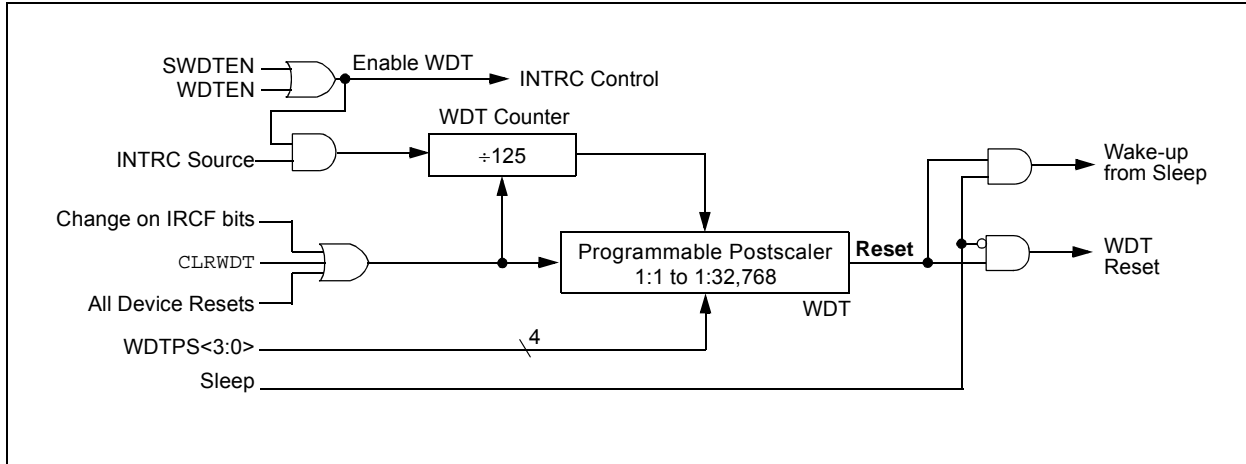 SWDTEN
WDTEN
Enable WDT
INTRC Control
WDT Counter
INTRC Source
÷125
Wake-up
from Sleep
Change on IRCF bits
CLRWDT
All Device Resets
Programmable Postscaler
1:1 to 1:32,768
Reset
WDT
WDT
Reset
WDTPS<3:0>
4
Sleep